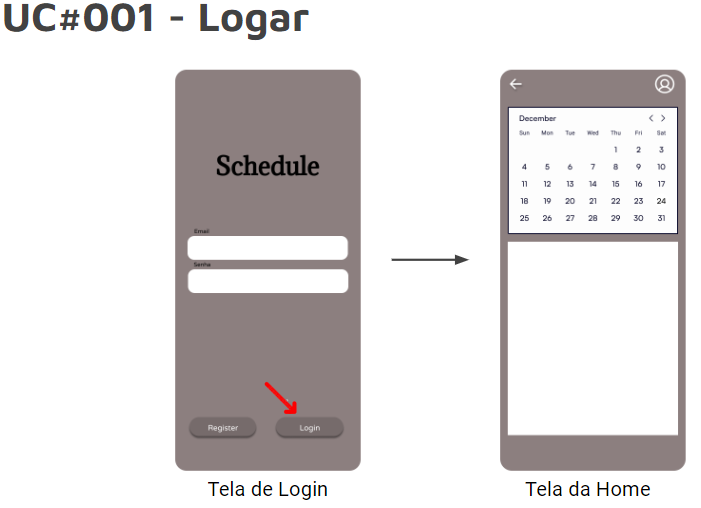 UC#001 - Logar
Schedule
Email
Senha
Register
Login
Tela de Login
December
Sun Mon Tue Wed Thu Fri Sat
1 2 3
4 5 6 7 8 9 10
11 12 13 14 15 16 17
18 19 20 21 22 23 24
25 26 27 28 29 30 31
Tela da Home